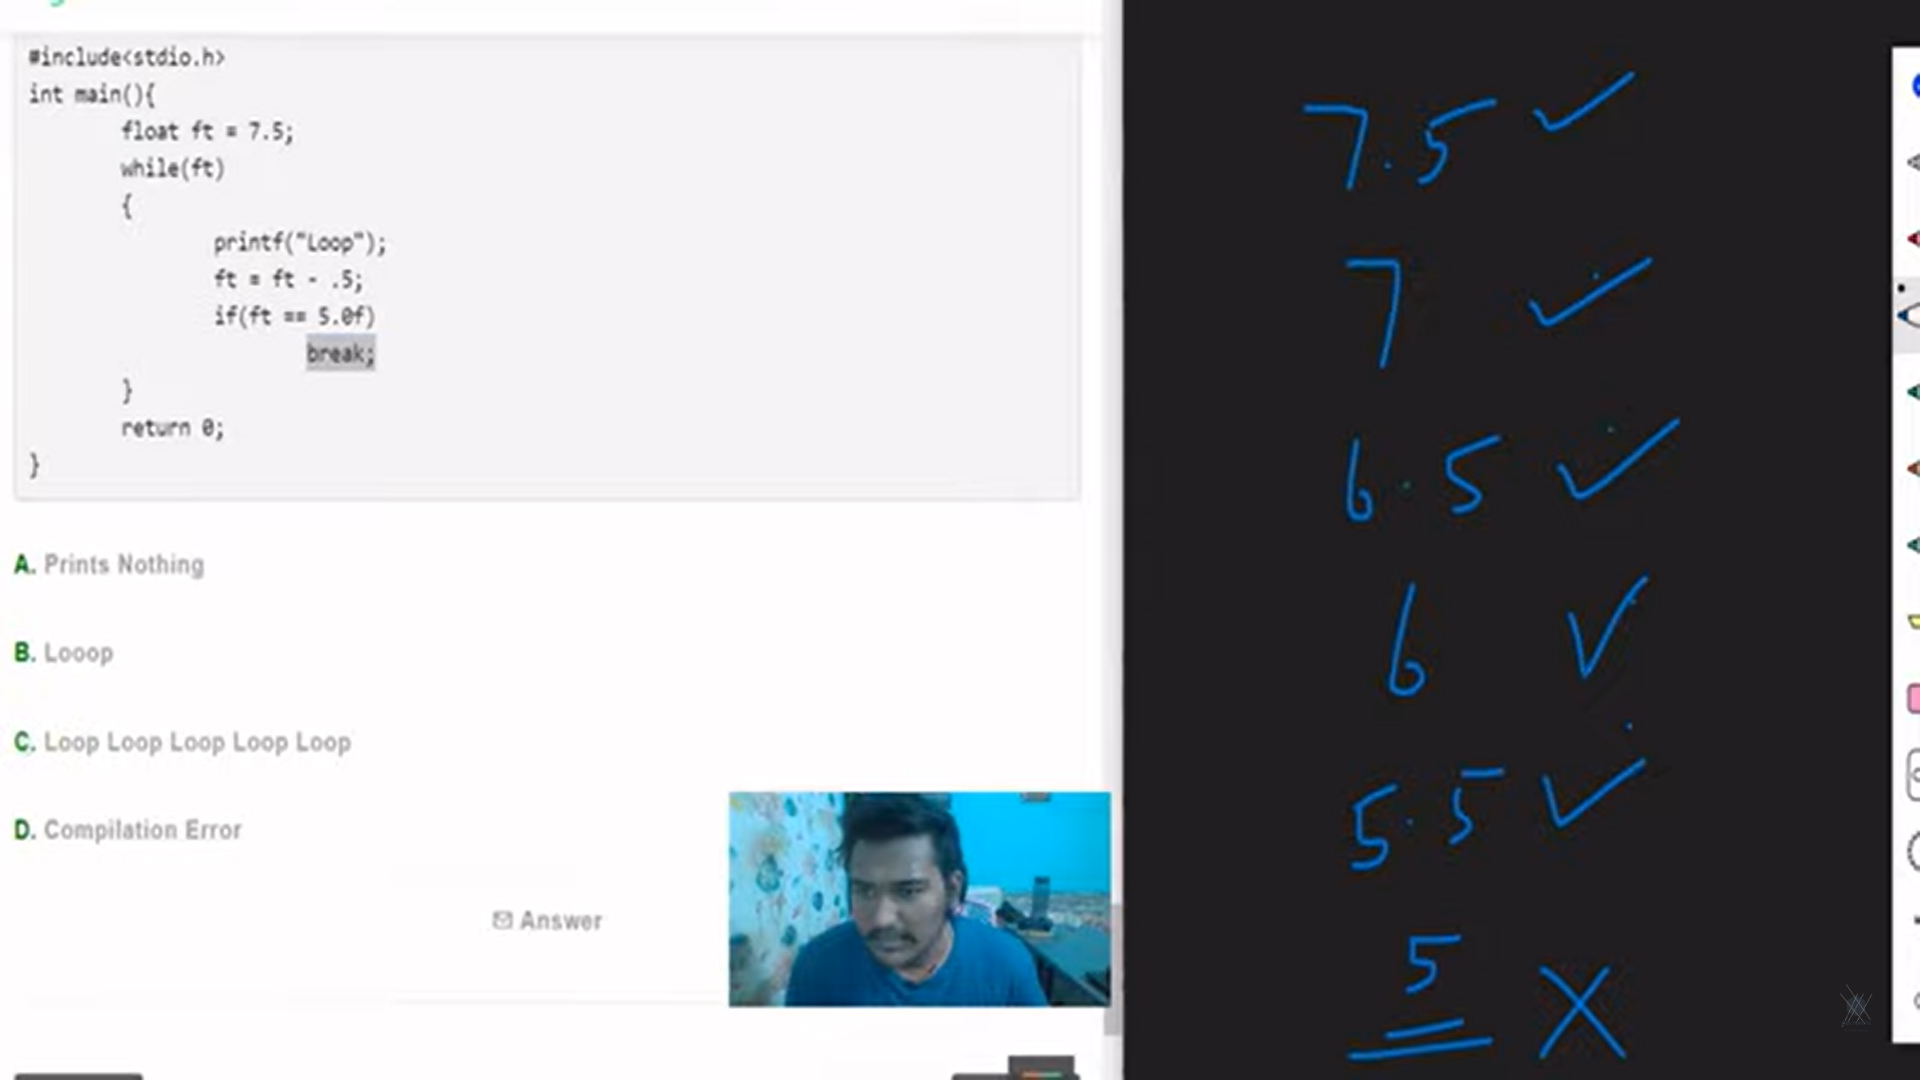 #include<stdio.h>
int main(){
float ft = 7.5;
while(ft)
{
printf("Loop");
ft = ft - .5;
if(ft == 5.0f)
break;
}
return 0;
}
A. Prints Nothing
B. Looop
C. Loop Loop Loop Loop Loop
D. Compilation Error
Answer
7.5
7
6.5
6
5.5
5